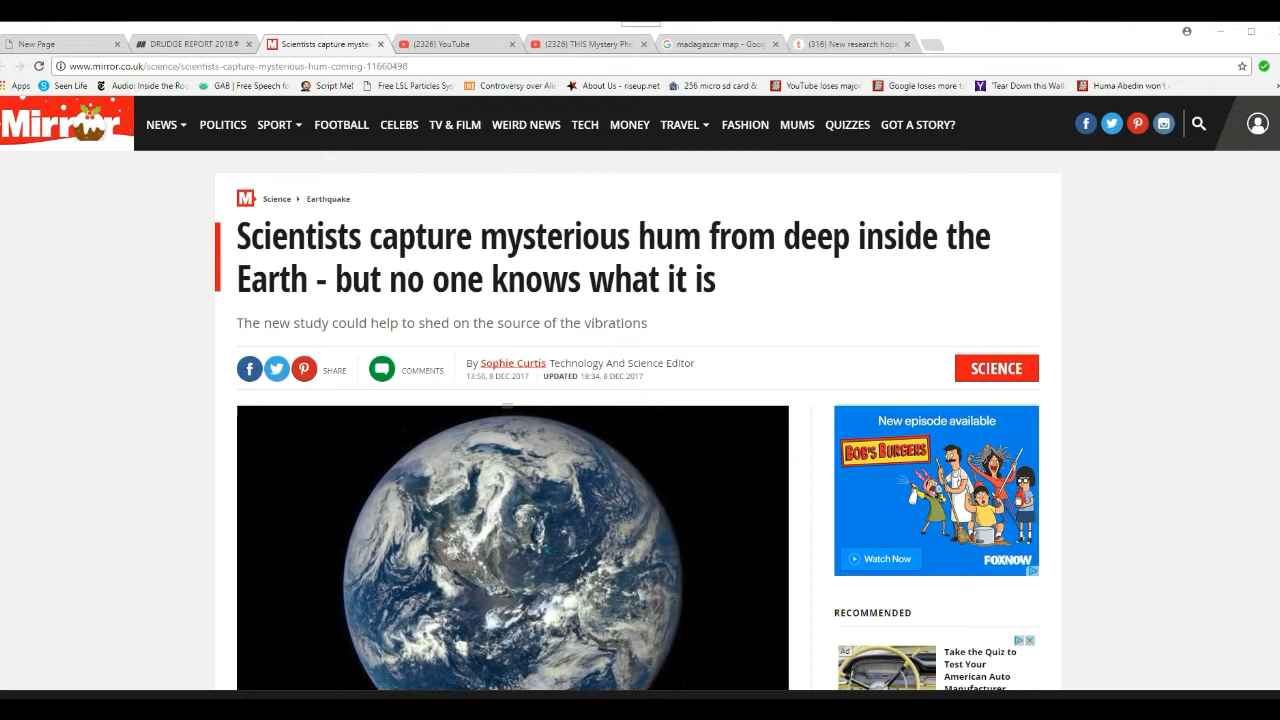 New Page
DRUDGE REPORT 2018®
Scientists capture myste
(2326) YouTube
(2326) THIS Mystery Ph
madagascar map - Goo
(316) New research hop
www.mirror.co.uk/science/scientists-capture-mysterious-hum-coming-11660498
Apps
Seen Life
Audio: Inside the Rou
GAB | Free Speech fo
Script Me!
Free LSL Particles Sys
Controversy over Ali
About Us - riseup.net
256 micro sd card &
YouTube loses major
Google loses more to
'Tear Down this Wall
Huma Abedin won't
Mirror
NEWS
POLITICS
SPORT
FOOTBALL
CELEBS
TV & FILM
WEIRD NEWS
TECH
MONEY
TRAVEL
FASHION
MUMS
QUIZZES
GOT A STORY?
M Science Earthquake
Scientists capture mysterious hum from deep inside the
Earth - but no one knows what it is
The new study could help to shed on the source of the vibrations
SHARE
COMMENTS
By Sophie Curtis Technology And Science Editor
13:50, 8 DEC 2017 | UPDATED 18:34, 8 DEC 2017
SCIENCE
New episode available
BOB'S BURGERS
Watch Now
FOXNOW
RECOMMENDED
Ad
Take the Quiz to
Test Your
American Auto
Manufacturer